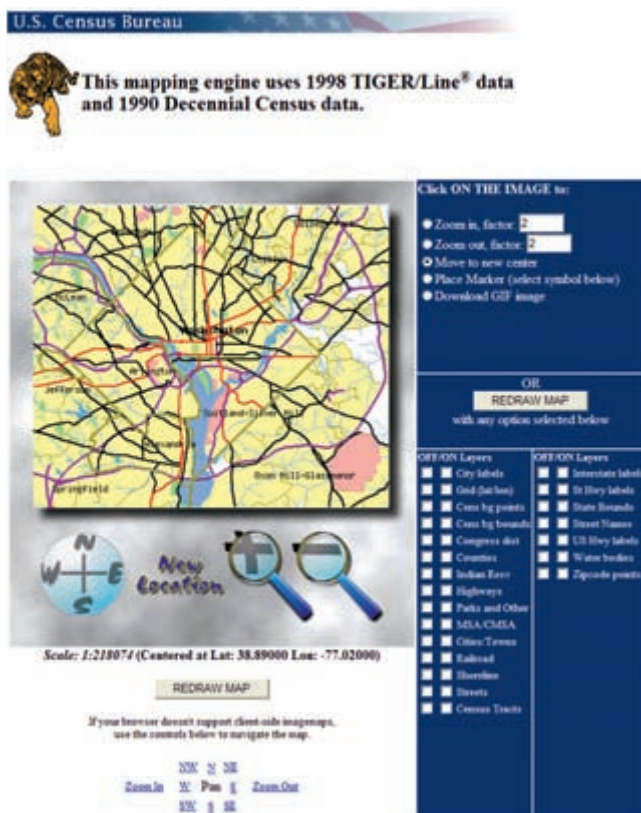 U.S. Census Bureau
This mapping engine uses 1998 TIGER/Line® data
and 1990 Decennial Census data.
Click ON THE IMAGE to:
Zoom in, factor: 2
Zoom out, factor: 2
Move to new center
Place Marker (select symbol below)
Download GIF image
OR
REDRAW MAP
with any option selected below
McLean
Washington
Arlington
Suitland-Silver Hill
Oxon Hill-Glassmanor
Springfield
N
W E
S
New
Location
Scale: 1:218074 (Centered at Lat: 38.89000 Lon: -77.02000)
REDRAW MAP
If your browser doesn't support client-side imagemaps,
use the controls below to navigate the map.
NW N NE
Zoom In W Pan E Zoom Out
SW S SE
OFF/ON Layers
City labels
Grid (lat/lon)
Cens bg points
Cens bg bounds
Congress dist
Counties
Indian Resv
Highways
Parks and Other
MSA/CMSA
Cities/Towns
Railroad
Shoreline
Streets
Census Tracts
OFF/ON Layers
Interstate labels
St Hwy labels
State Bounds
Street Names
US Hwy labels
Water bodies
Zipcode points